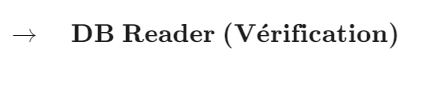 → DB Reader (Vérification)